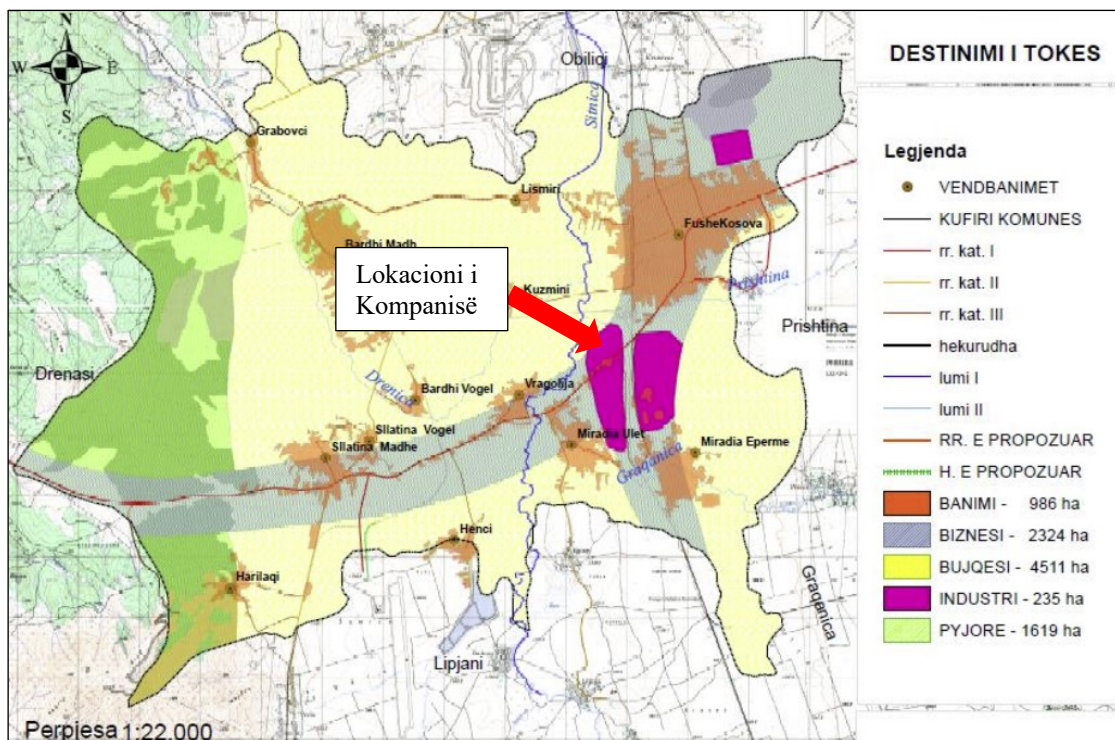 DESTINIMI I TOKES
Legjenda
VENDBANIMET
KUFIRI KOMUNES
rr. kat. I
rr. kat. II
rr. kat. III
hekurudha
lumi I
lumi II
RR. E PROPOZUAR
H. E PROPOZUAR
BANIMI - 986 ha
BIZNESI - 2324 ha
BUJQESI - 4511 ha
INDUSTRI - 235 ha
PYJORE - 1619 ha
N
W E
S
Obiliqi
Sitnica
Grabovci
Lismiri
FusheKosova
Bardhi Madh
Lokacioni i
Kompanisë
Kuzmini
Prishtina
Prishtina
Drenasi
Drenica
Bardhi Vogel
Vragolija
Sllatina Vogel
Sllatina Madhe
Miradia Ulet
Miradia Eperme
Graqanica
Henci
Harilaqi
Graqanica
Lipjani
Perpjesa 1:22.000